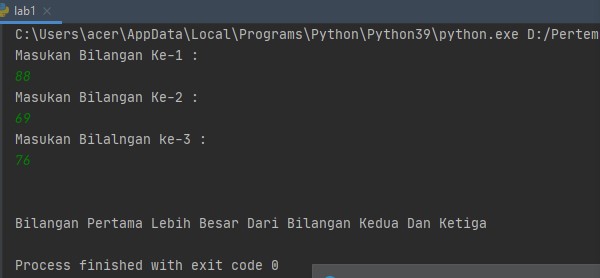 lab1
C:\Users\acer\AppData\Local\Programs\Python\Python39\python.exe D:/Pertem
Masukan Bilangan Ke-1 :
88
Masukan Bilangan Ke-2 :
69
Masukan Bilalngan ke-3 :
76
Bilangan Pertama Lebih Besar Dari Bilangan Kedua Dan Ketiga
Process finished with exit code 0